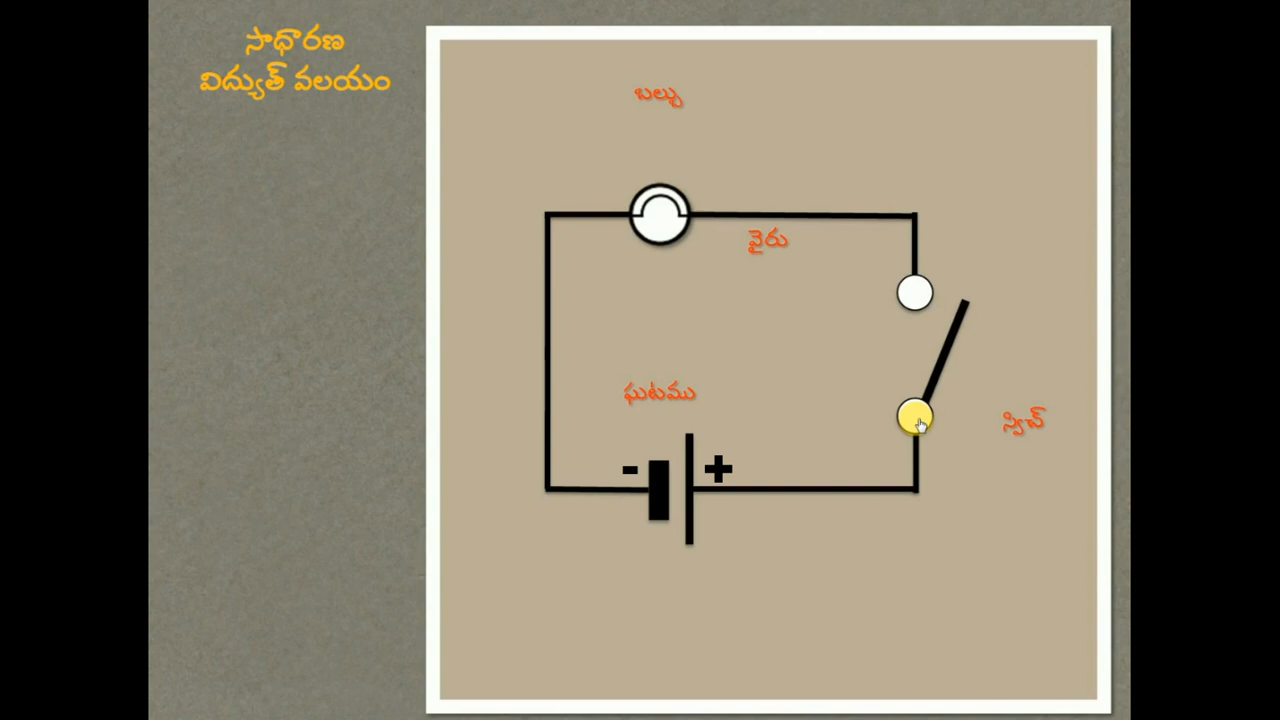 సాధారణ
విద్యుత్ వలయం
బల్బు
వైరు
ఘటము
- +
స్విచ్